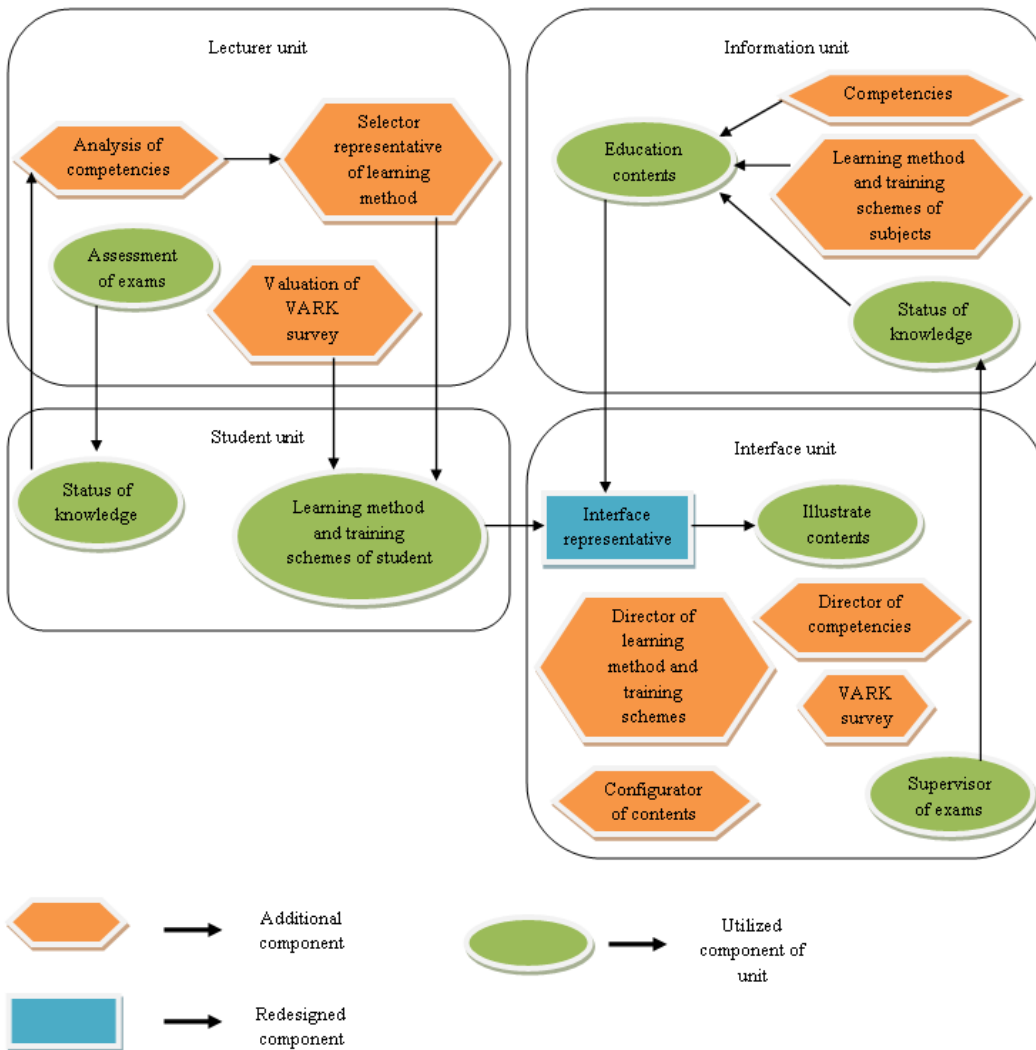 Lecturer unit
Analysis of
competencies
Selector
representative
of learning
method
Assessment
of exams
Valuation of
VARK
survey
Information unit
Competencies
Education
contents
Learning method
and training
schemes of
subjects
Status of
knowledge
Student unit
Status of
knowledge
Learning method
and training
schemes of student
Interface unit
Interface
representative
Illustrate
contents
Director of
learning
method and
training
schemes
Director of
competencies
VARK
survey
Configurator
of contents
Supervisor
of exams
Additional
component
Utilized
component of
unit
Redesigned
component